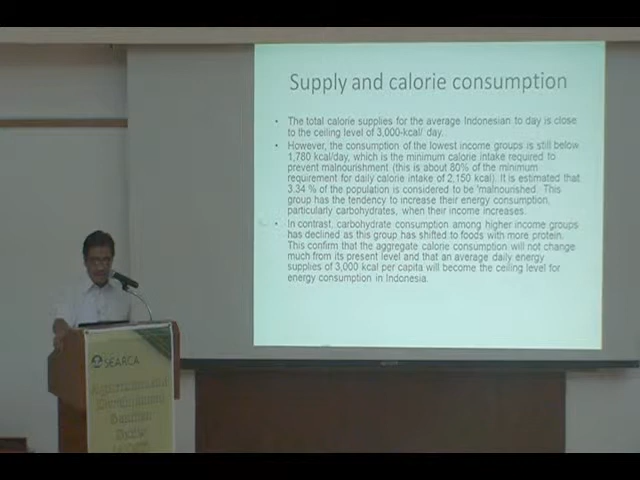 Supply and calorie consumption
• The total calorie supplies for the average Indonesian to day is close
to the ceiling level of 3,000-kcal/ day.
• However, the consumption of the lowest income groups is still below
1,780 kcal/day, which is the minimum calorie intake required to
prevent malnourishment (this is about 80% of the minimum
requirement for daily calorie intake of 2,150 kcal). It is estimated that
3.34 % of the population is considered to be 'malnourished. This
group has the tendency to increase their energy consumption,
particularly carbohydrates, when their income increases.
• In contrast, carbohydrate consumption among higher income groups
has declined as this group has shifted to foods with more protein.
This confirm that the aggregate calorie consumption will not change
much from its present level and that an average daily energy
supplies of 3,000 kcal per capita will become the ceiling level for
energy consumption in Indonesia.
SEARCA
Agriculture and
Development
Seminar
Series